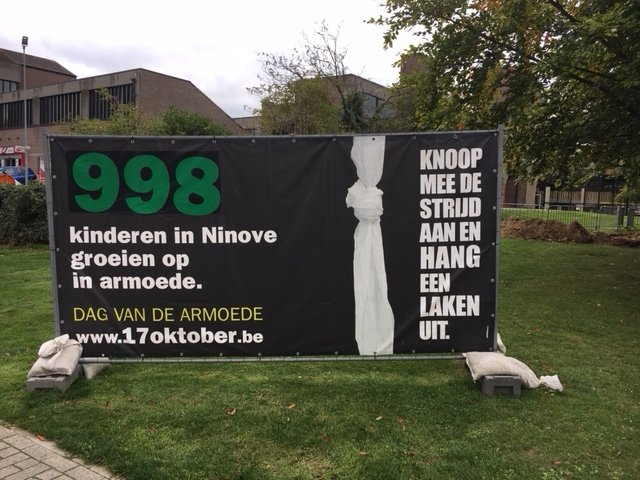 998
kinderen in Ninove
groeien op
in armoede.
DAG VAN DE ARMOEDE
www.17oktober.be
KNOOP
MEE DE
STRIJD
AAN EN
HANG
EEN
LAKEN
UIT.